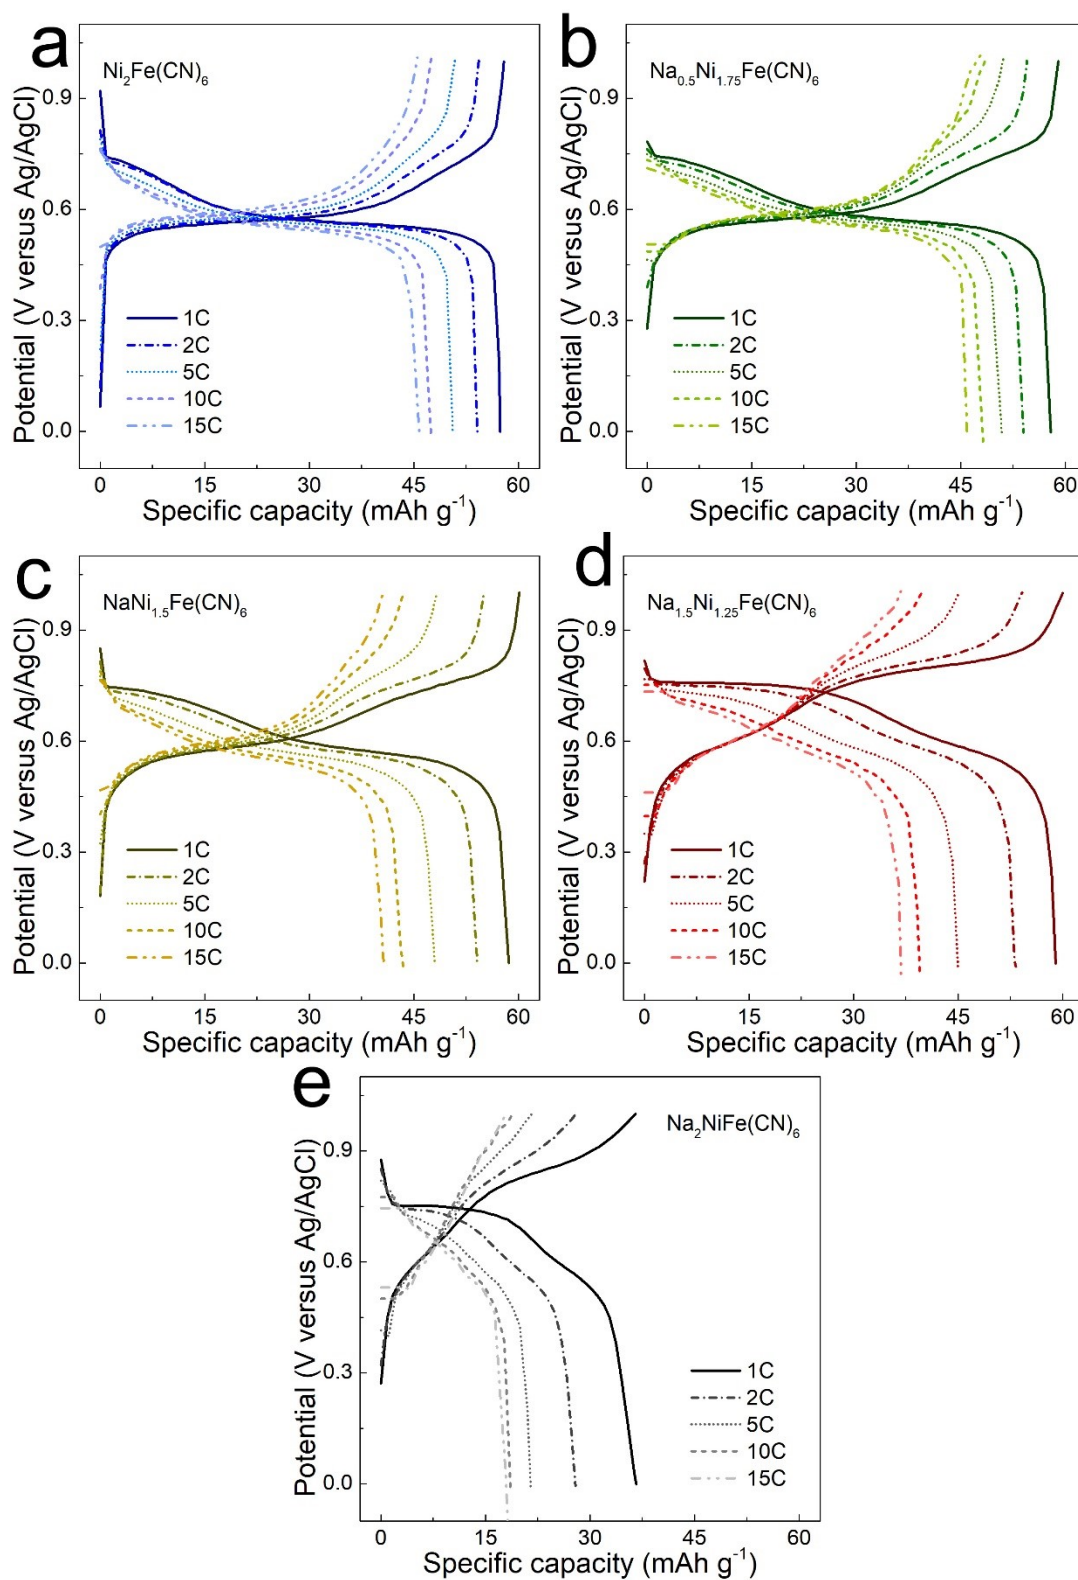 a
Ni₂Fe(CN)₆
Potential (V versus Ag/AgCl)
0.9
0.6
0.3
0.0
1C
2C
5C
10C
15C
0 15 30 45 60
Specific capacity (mAh g⁻¹)
b
Na₀.₅Ni₁.₇₅Fe(CN)₆
Potential (V versus Ag/AgCl)
0.9
0.6
0.3
0.0
1C
2C
5C
10C
15C
0 15 30 45 60
Specific capacity (mAh g⁻¹)
c
NaNi₁.₅Fe(CN)₆
Potential (V versus Ag/AgCl)
0.9
0.6
0.3
0.0
1C
2C
5C
10C
15C
0 15 30 45 60
Specific capacity (mAh g⁻¹)
d
Na₁.₅Ni₁.₂₅Fe(CN)₆
Potential (V versus Ag/AgCl)
0.9
0.6
0.3
0.0
1C
2C
5C
10C
15C
0 15 30 45 60
Specific capacity (mAh g⁻¹)
e
Na₂NiFe(CN)₆
Potential (V versus Ag/AgCl)
0.9
0.6
0.3
0.0
1C
2C
5C
10C
15C
0 15 30 45 60
Specific capacity (mAh g⁻¹)